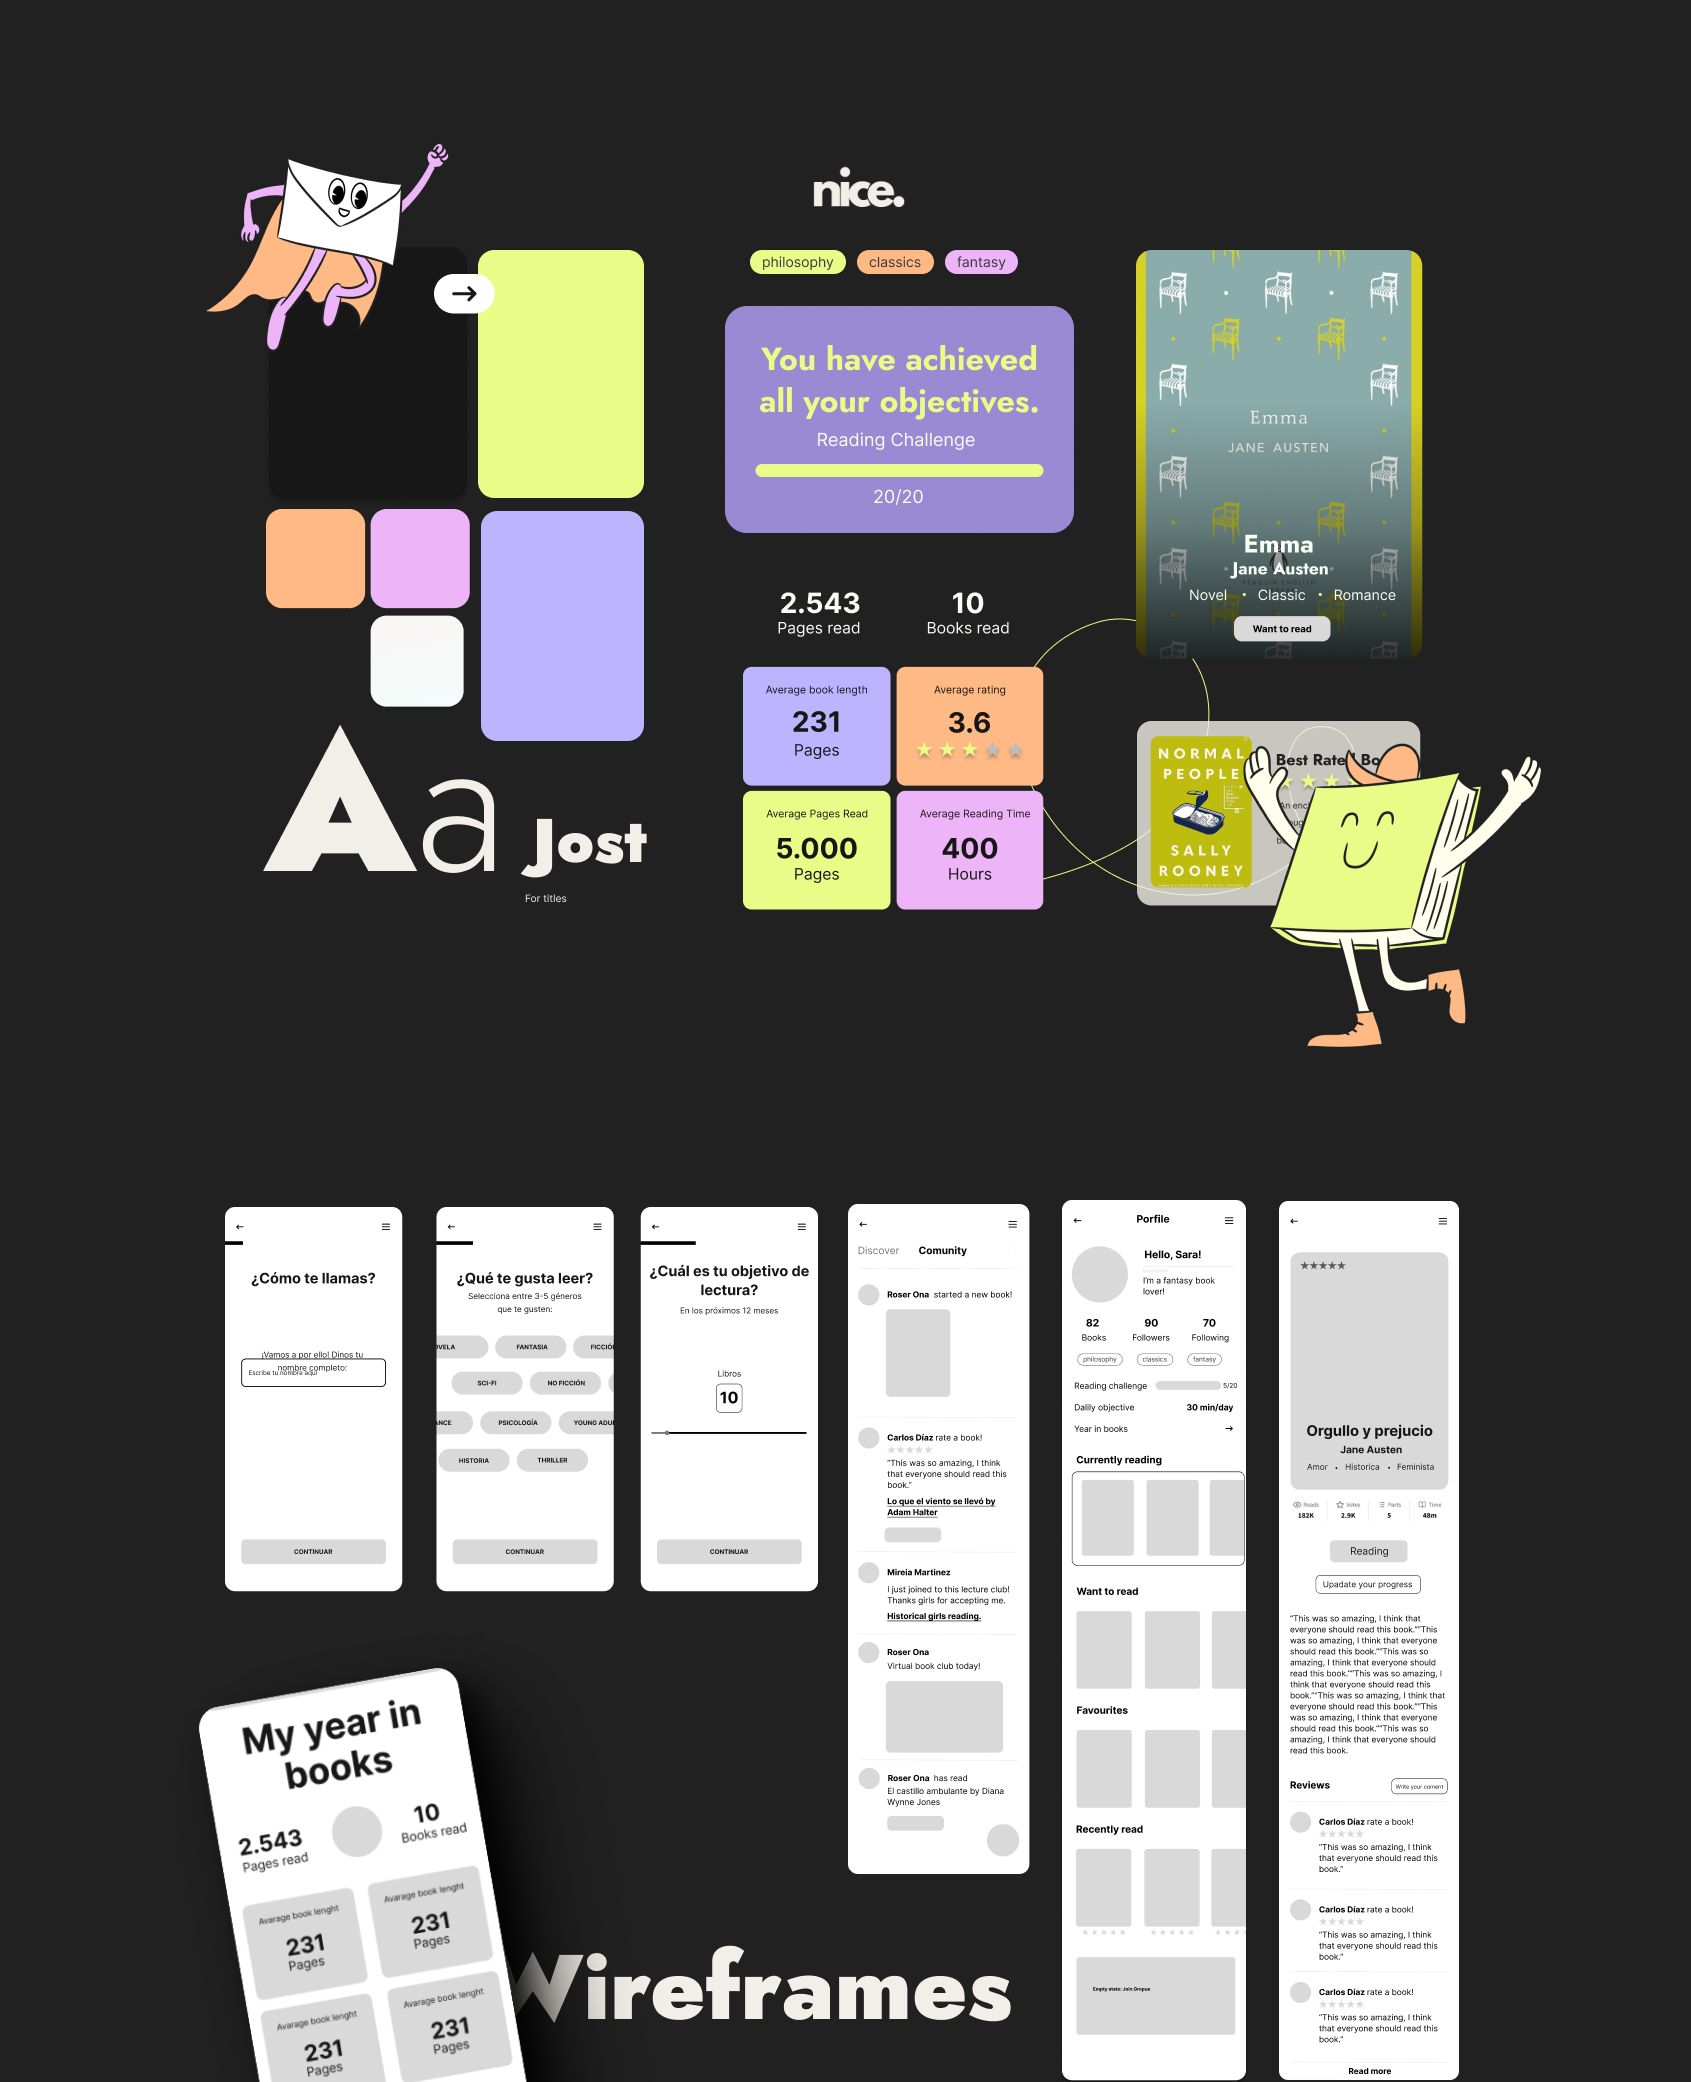 nice.
philosophy
classics
fantasy
You have achieved
all your objectives.
Reading Challenge
20/20
2.543
Pages read
10
Books read
Average book length
231
Pages
Average rating
3.6
Average Pages Read
5.000
Pages
Average Reading Time
400
Hours
Emma
JANE AUSTEN
Emma
Jane Austen
PENGUIN ENGLISH
Novel • Classic • Romance
Want to read
NORMAL
PEOPLE
SALLY
ROONEY
Best Rated Bo
An encl
Aa Jost
For titles
¿Cómo te llamas?
¡Vamos a por ello! Dinos tu
nombre completo:
Escribe tu nombre aquí
CONTINUAR
¿Qué te gusta leer?
Selecciona entre 3-5 géneros
que te gusten:
OVELA
FANTASIA
FICCIÓ
SCI-FI
NO FICCIÓN
ANCE
PSICOLOGÍA
YOUNG ADUL
HISTORIA
THRILLER
CONTINUAR
¿Cuál es tu objetivo de
lectura?
En los próximos 12 meses
Libros
10
CONTINUAR
Discover
Comunity
Roser Ona started a new book!
Carlos Díaz rate a book!
"This was so amazing, I think
that everyone should read this
book."
Lo que el viento se llevó by
Adam Halter
Mireia Martinez
I just joined to this lecture club!
Thanks girls for accepting me.
Historical girls reading.
Roser Ona
Virtual book club today!
Roser Ona has read
El castillo ambulante by Diana
Wynne Jones
Porfile
Hello, Sara!
I'm a fantasy book
lover!
82
Books
90
Followers
70
Following
philosophy
classics
fantasy
Reading challenge
5/20
Dalily objective
30 min/day
Year in books
Currently reading
Want to read
Favourites
Recently read
Empty state: Join Gropus
Orgullo y prejucio
Jane Austen
Amor • Historica • Feminista
Reads
182K
Votes
2.9K
Parts
5
Time
48m
Reading
Upadate your progress
"This was so amazing, I think that
everyone should read this book.""This
was so amazing, I think that everyone
should read this book.""This was so
amazing, I think that everyone should
read this book.""This was so amazing, I
think that everyone should read this
book.""This was so amazing, I think that
everyone should read this book.""This
was so amazing, I think that everyone
should read this book.""This was so
amazing, I think that everyone should
read this book.
Reviews
Write your coment
Carlos Díaz rate a book!
"This was so amazing, I think
that everyone should read this
book."
Carlos Díaz rate a book!
"This was so amazing, I think
that everyone should read this
book."
Carlos Díaz rate a book!
"This was so amazing, I think
that everyone should read this
book."
Read more
My year in
books
2.543
Pages read
10
Books read
Avarage book lenght
231
Pages
Avarage book lenght
231
Pages
Avarage book lenght
231
Pages
Avarage book lenght
231
Pages
Wireframes